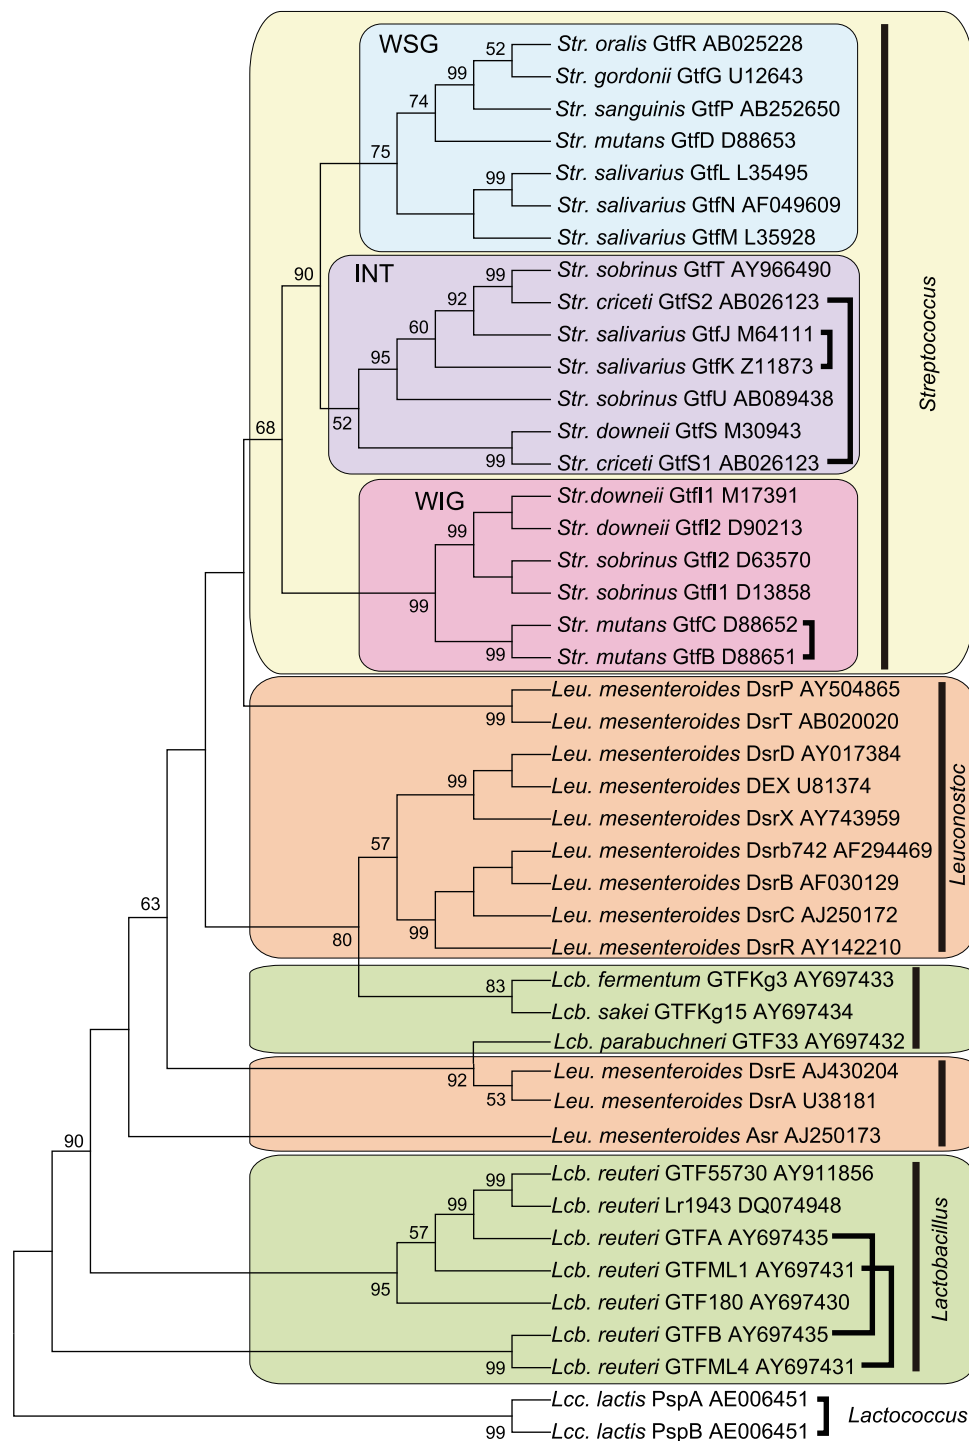 WSG
52
Str. oralis GtfR AB025228
99
Str. gordonii GtfG U12643
74
Str. sanguinis GtfP AB252650
75
Str. mutans GtfD D88653
99
Str. salivarius GtfL L35495
Str. salivarius GtfN AF049609
Str. salivarius GtfM L35928
90
INT
99
Str. sobrinus GtfT AY966490
92
Str. criceti GtfS2 AB026123
60
Str. salivarius GtfJ M64111
95
Str. salivarius GtfK Z11873
Str. sobrinus GtfU AB089438
52
Str. downeii GtfS M30943
99
Str. criceti GtfS1 AB026123
Streptococcus
68
WIG
Str.downeii GtfI1 M17391
99
Str. downeii GtfI2 D90213
Str. sobrinus GtfI2 D63570
99
Str. sobrinus GtfI1 D13858
Str. mutans GtfC D88652
99
Str. mutans GtfB D88651
Leu. mesenteroides DsrP AY504865
99
Leu. mesenteroides DsrT AB020020
Leu. mesenteroides DsrD AY017384
99
Leu. mesenteroides DEX U81374
Leu. mesenteroides DsrX AY743959
57
Leu. mesenteroides Dsrb742 AF294469
Leu. mesenteroides DsrB AF030129
Leu. mesenteroides DsrC AJ250172
99
Leu. mesenteroides DsrR AY142210
Leuconostoc
63
80
83
Lcb. fermentum GTFKg3 AY697433
Lcb. sakei GTFKg15 AY697434
Lcb. parabuchneri GTF33 AY697432
92
Leu. mesenteroides DsrE AJ430204
53
Leu. mesenteroides DsrA U38181
Leu. mesenteroides Asr AJ250173
90
99
Lcb. reuteri GTF55730 AY911856
99
Lcb. reuteri Lr1943 DQ074948
57
Lcb. reuteri GTFA AY697435
Lcb. reuteri GTFML1 AY697431
95
Lcb. reuteri GTF180 AY697430
Lcb. reuteri GTFB AY697435
99
Lcb. reuteri GTFML4 AY697431
Lactobacillus
Lcc. lactis PspA AE006451
99
Lcc. lactis PspB AE006451
Lactococcus